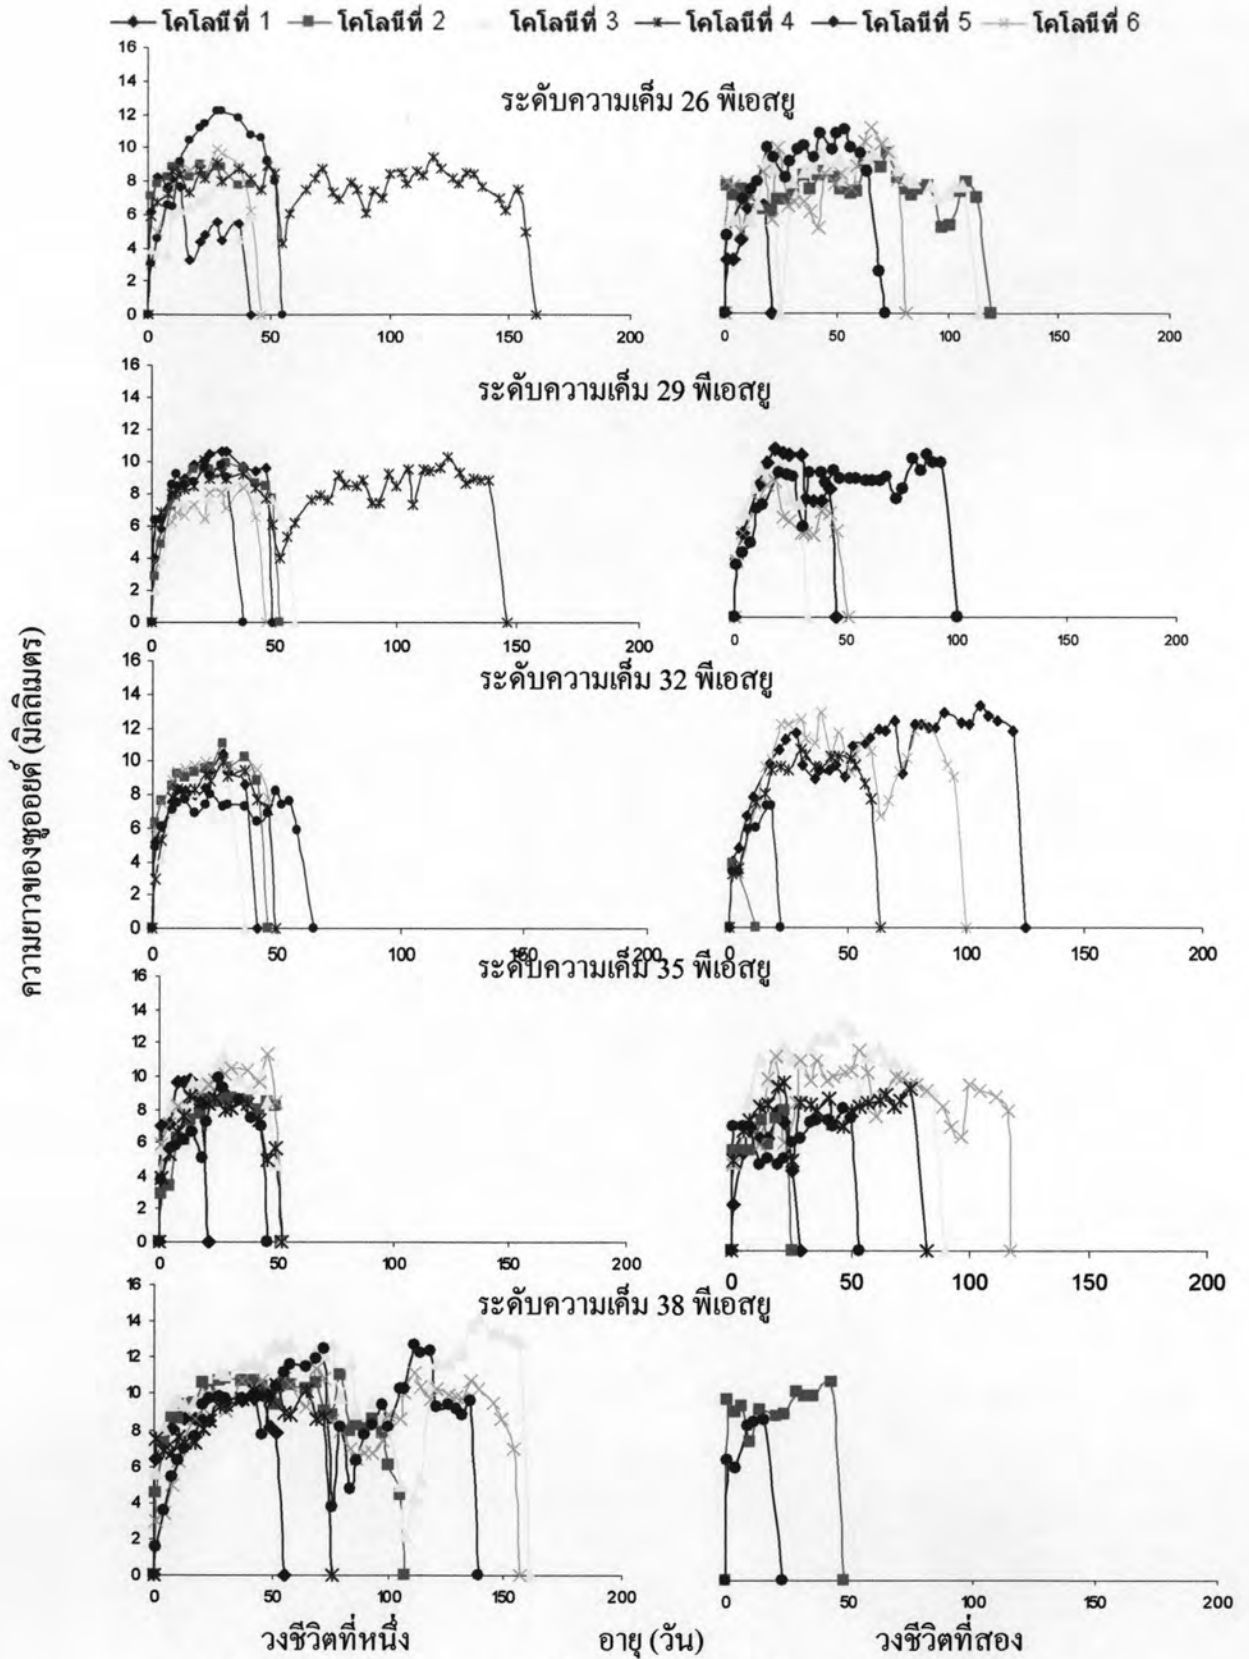 โคโลนีที่ 1 โคโลนีที่ 2 โคโลนีที่ 3 โคโลนีที่ 4 โคโลนีที่ 5 โคโลนีที่ 6
ความยาวของซูออยด์ (มิลลิเมตร)
ระดับความเค็ม 26 พีเอสยู
16
14
12
10
8
6
4
2
0
0 50 100 150 200
0 50 100 150 200
ระดับความเค็ม 29 พีเอสยู
16
14
12
10
8
6
4
2
0
0 50 100 150 200
0 50 100 150 200
ระดับความเค็ม 32 พีเอสยู
16
14
12
10
8
6
4
2
0
0 50 100 150 200
0 50 100 150 200
ระดับความเค็ม 35 พีเอสยู
16
14
12
10
8
6
4
2
0
0 50 100 150 200
0 50 100 150 200
ระดับความเค็ม 38 พีเอสยู
16
14
12
10
8
6
4
2
0
0 50 100 150 200
0 50 100 150 200
วงชีวิตที่หนึ่ง อายุ (วัน) วงชีวิตที่สอง